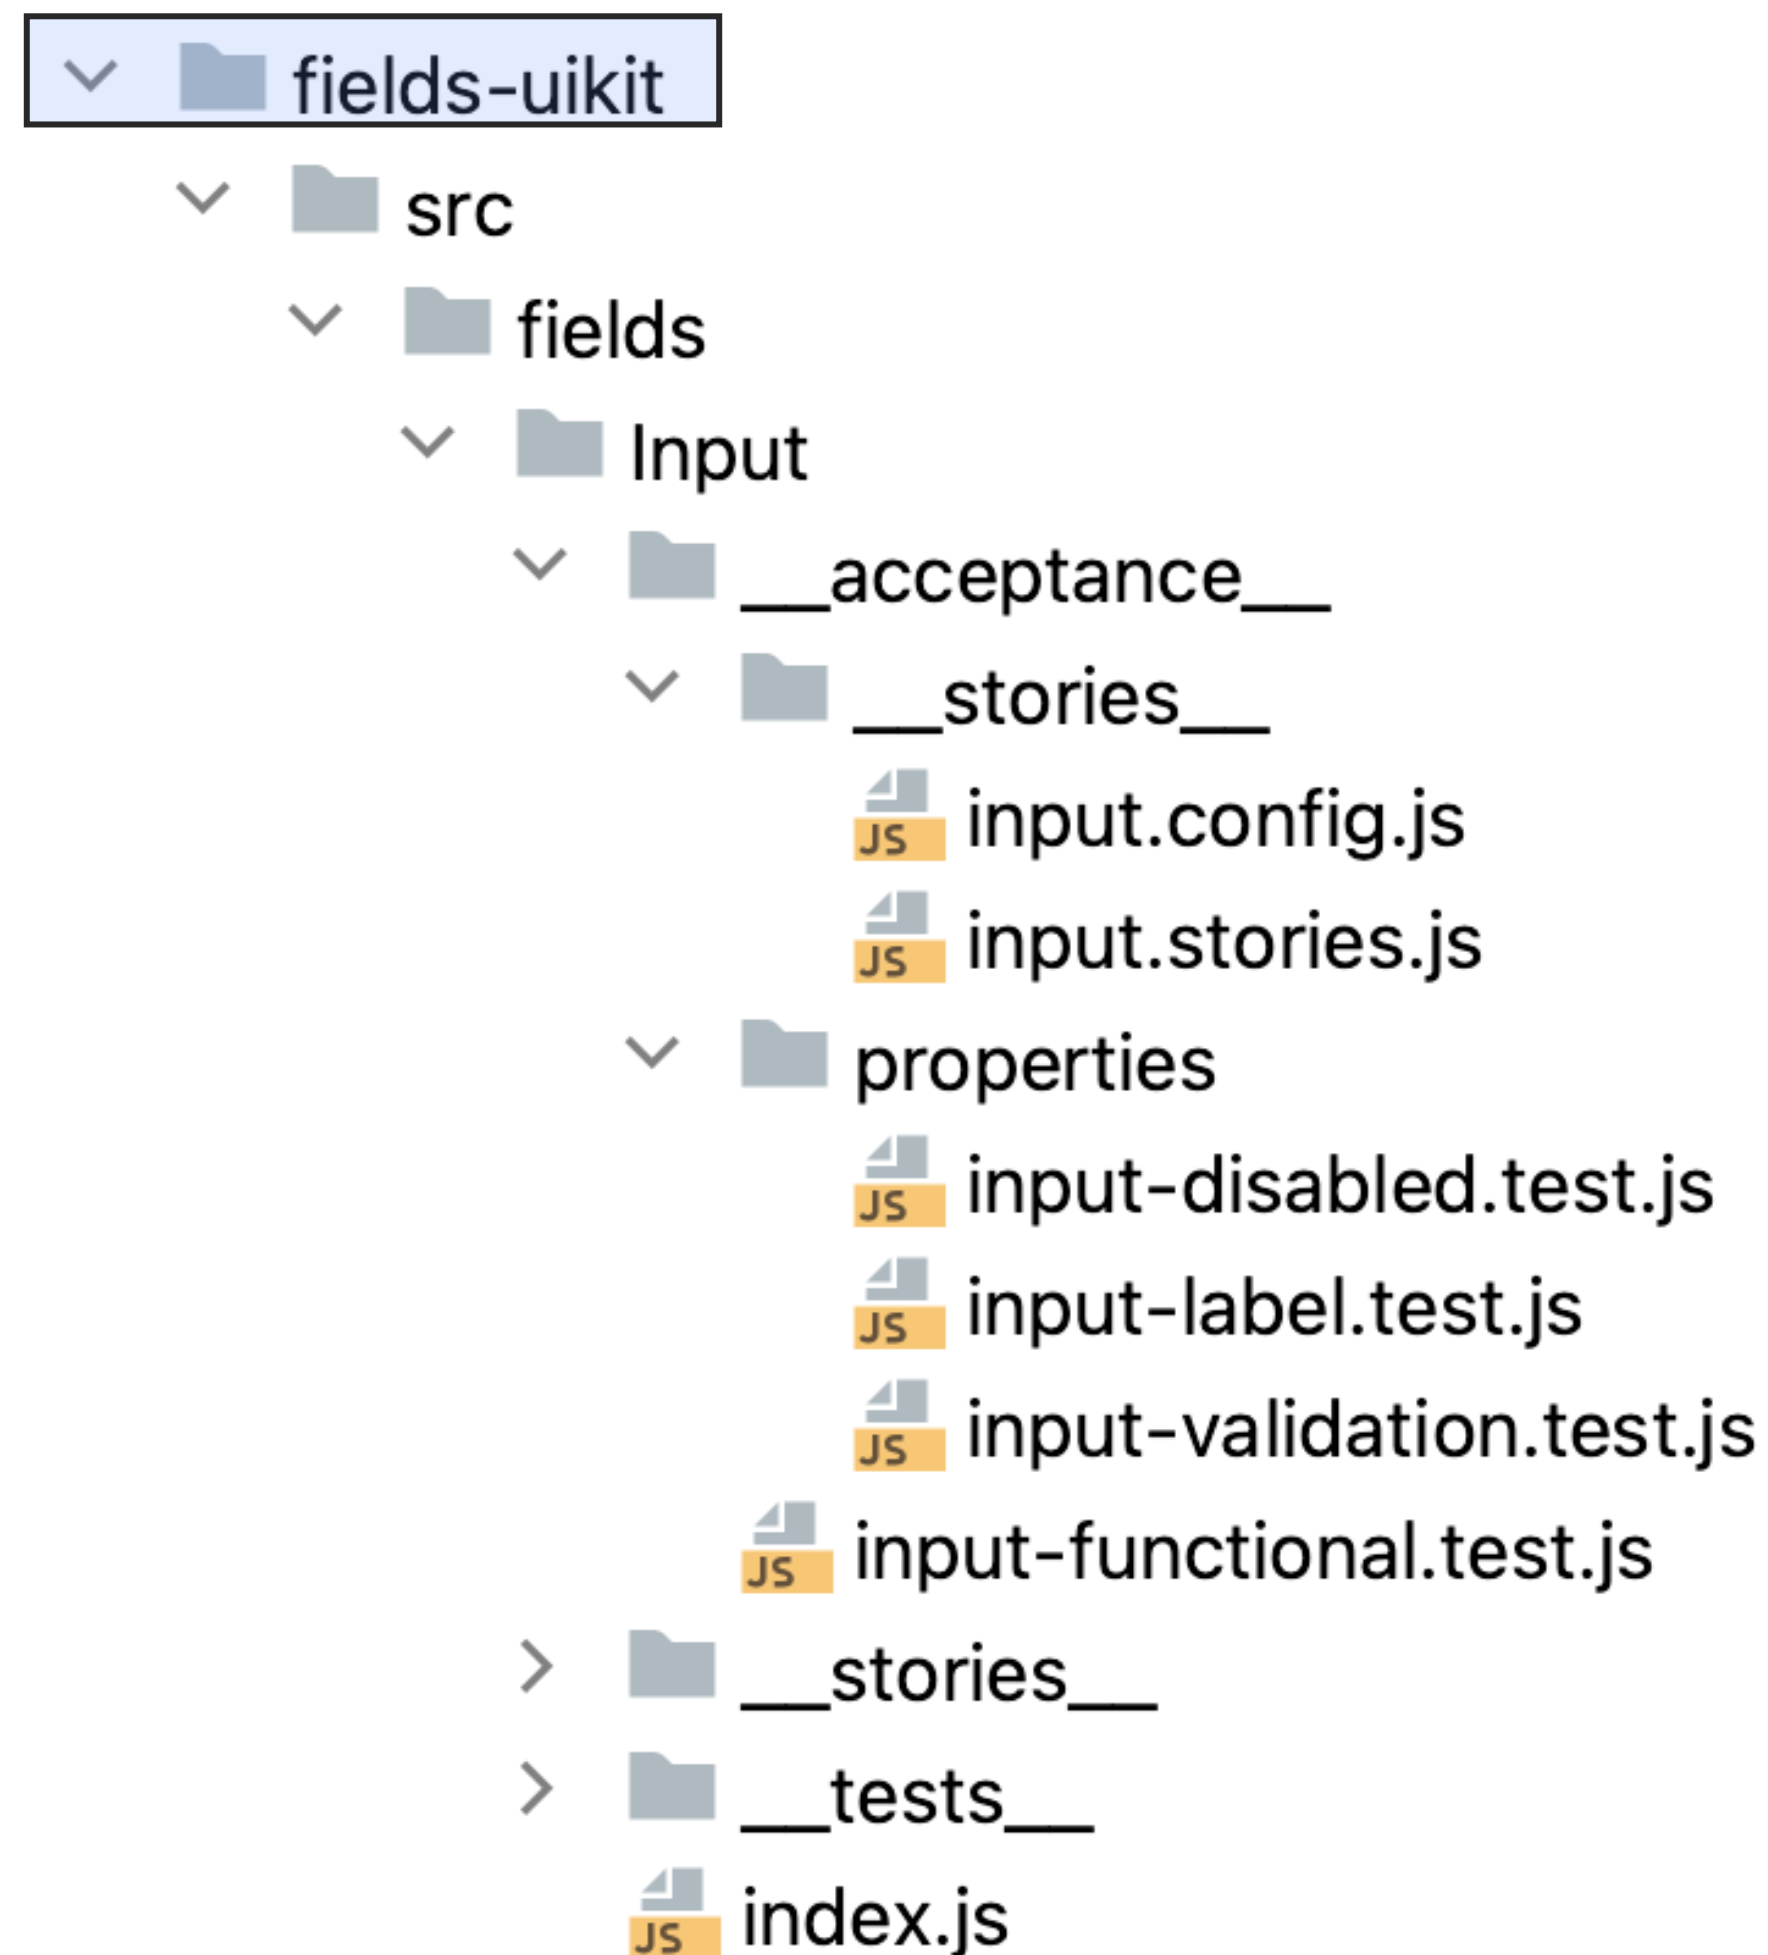 fields-uikit
src
fields
Input
__acceptance__
__stories__
JS input.config.js
JS input.stories.js
properties
JS input-disabled.test.js
JS input-label.test.js
JS input-validation.test.js
JS input-functional.test.js
__stories__
__tests__
JS index.js